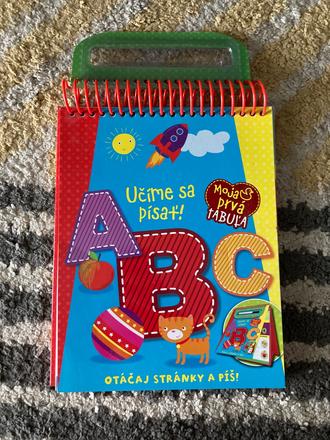 Učíme sa
písať!
Moja
prvá
TABUĽA
ABC
OTÁČAJ STRÁNKY A PÍŠ!